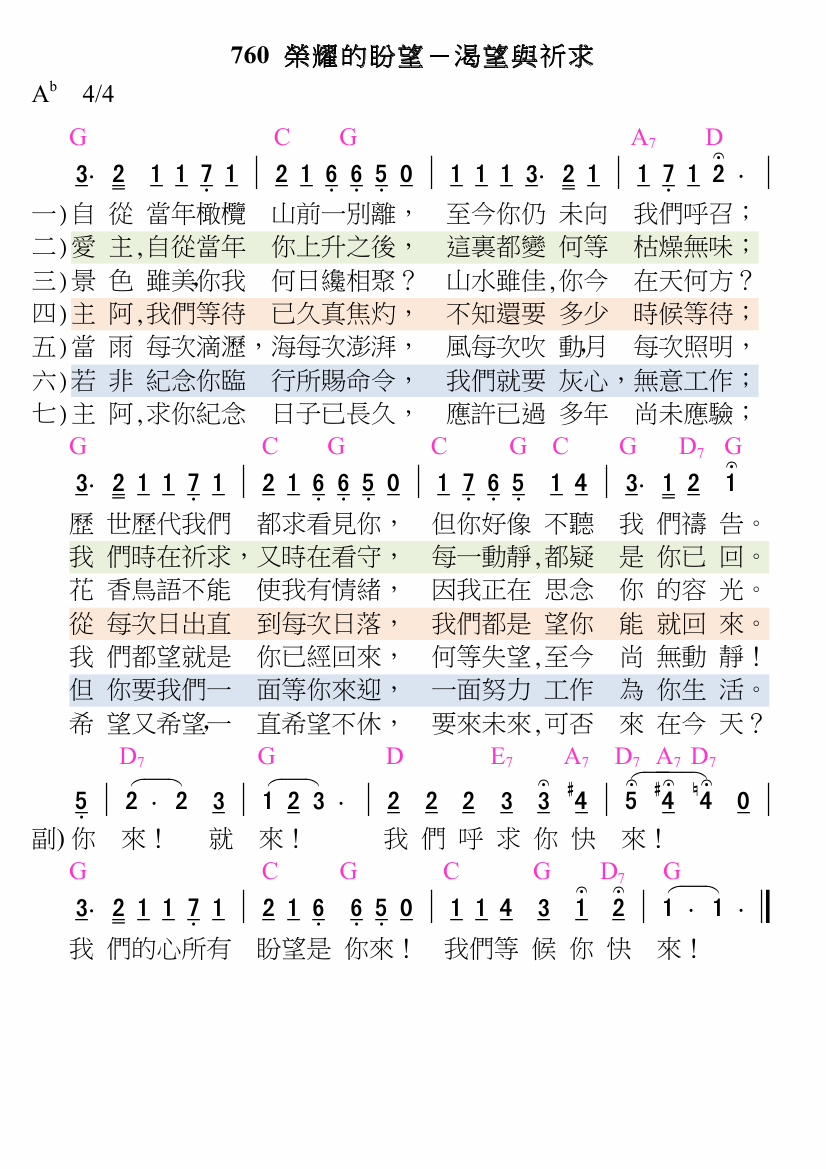 760 榮耀的盼望－渴望與祈求
Ab 4/4
G C G A7 D
3· 2 1 1 7 1 | 2 1 6 6 5 0 | 1 1 1 3· 2 1 | 1 7 1 2 · |
一)自 從 當年橄欖 山前一別離， 至今你仍 未向 我們呼召；
二)愛 主,自從當年 你上升之後， 這裏都變 何等 枯燥無味；
三)景 色 雖美,你我 何日纔相聚？ 山水雖佳,你今 在天何方？
四)主 阿,我們等待 已久真焦灼， 不知還要 多少 時候等待；
五)當 雨 每次滴瀝，海每次澎湃， 風每次吹 動,月 每次照明，
六)若 非 紀念你臨 行所賜命令， 我們就要 灰心，無意工作；
七)主 阿,求你紀念 日子已長久， 應許已過 多年 尚未應驗；
G C G C G C G D7 G
3· 2 1 1 7 1 | 2 1 6 6 5 0 | 1 7 6 5 1 4 | 3· 1 2 1
歷 世歷代我們 都求看見你， 但你好像 不聽 我 們禱 告。
我 們時在祈求，又時在看守， 每一動靜,都疑 是 你已 回。
花 香鳥語不能 使我有情緒， 因我正在 思念 你 的容 光。
從 每次日出直 到每次日落， 我們都是 望你 能 就回 來。
我 們都望就是 你已經回來， 何等失望,至今 尚 無動 靜！
但 你要我們一 面等你來迎， 一面努力 工作 為 你生 活。
希 望又希望,一 直希望不休， 要來未來,可否 來 在今 天？
D7 G D E7 A7 D7 A7 D7
5 | 2 · 2 3 | 1 2 3 · | 2 2 2 3 3 #4 | 5 #4 ♮4 0 |
副)你 來！ 就 來！ 我 們 呼 求 你 快 來！
G C G C G D7 G
3· 2 1 1 7 1 | 2 1 6 6 5 0 | 1 1 4 3 1 2 | 1 · 1 · ‖
我 們的心所有 盼望是 你來！ 我們等 候 你 快 來！